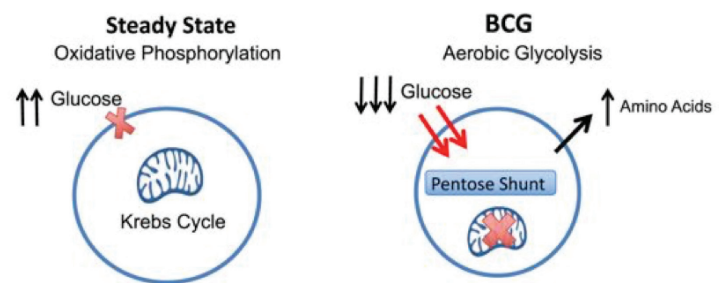 Steady State
Oxidative Phosphorylation
Glucose
Krebs Cycle
BCG
Aerobic Glycolysis
Glucose
Amino Acids
Pentose Shunt